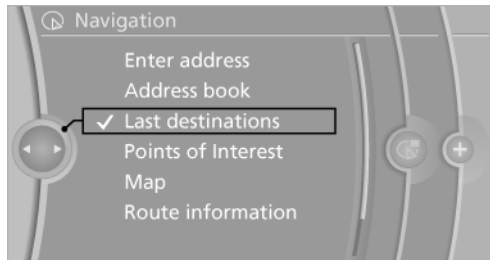 Navigation
Enter address
Address book
Last destinations
Points of Interest
Map
Route information